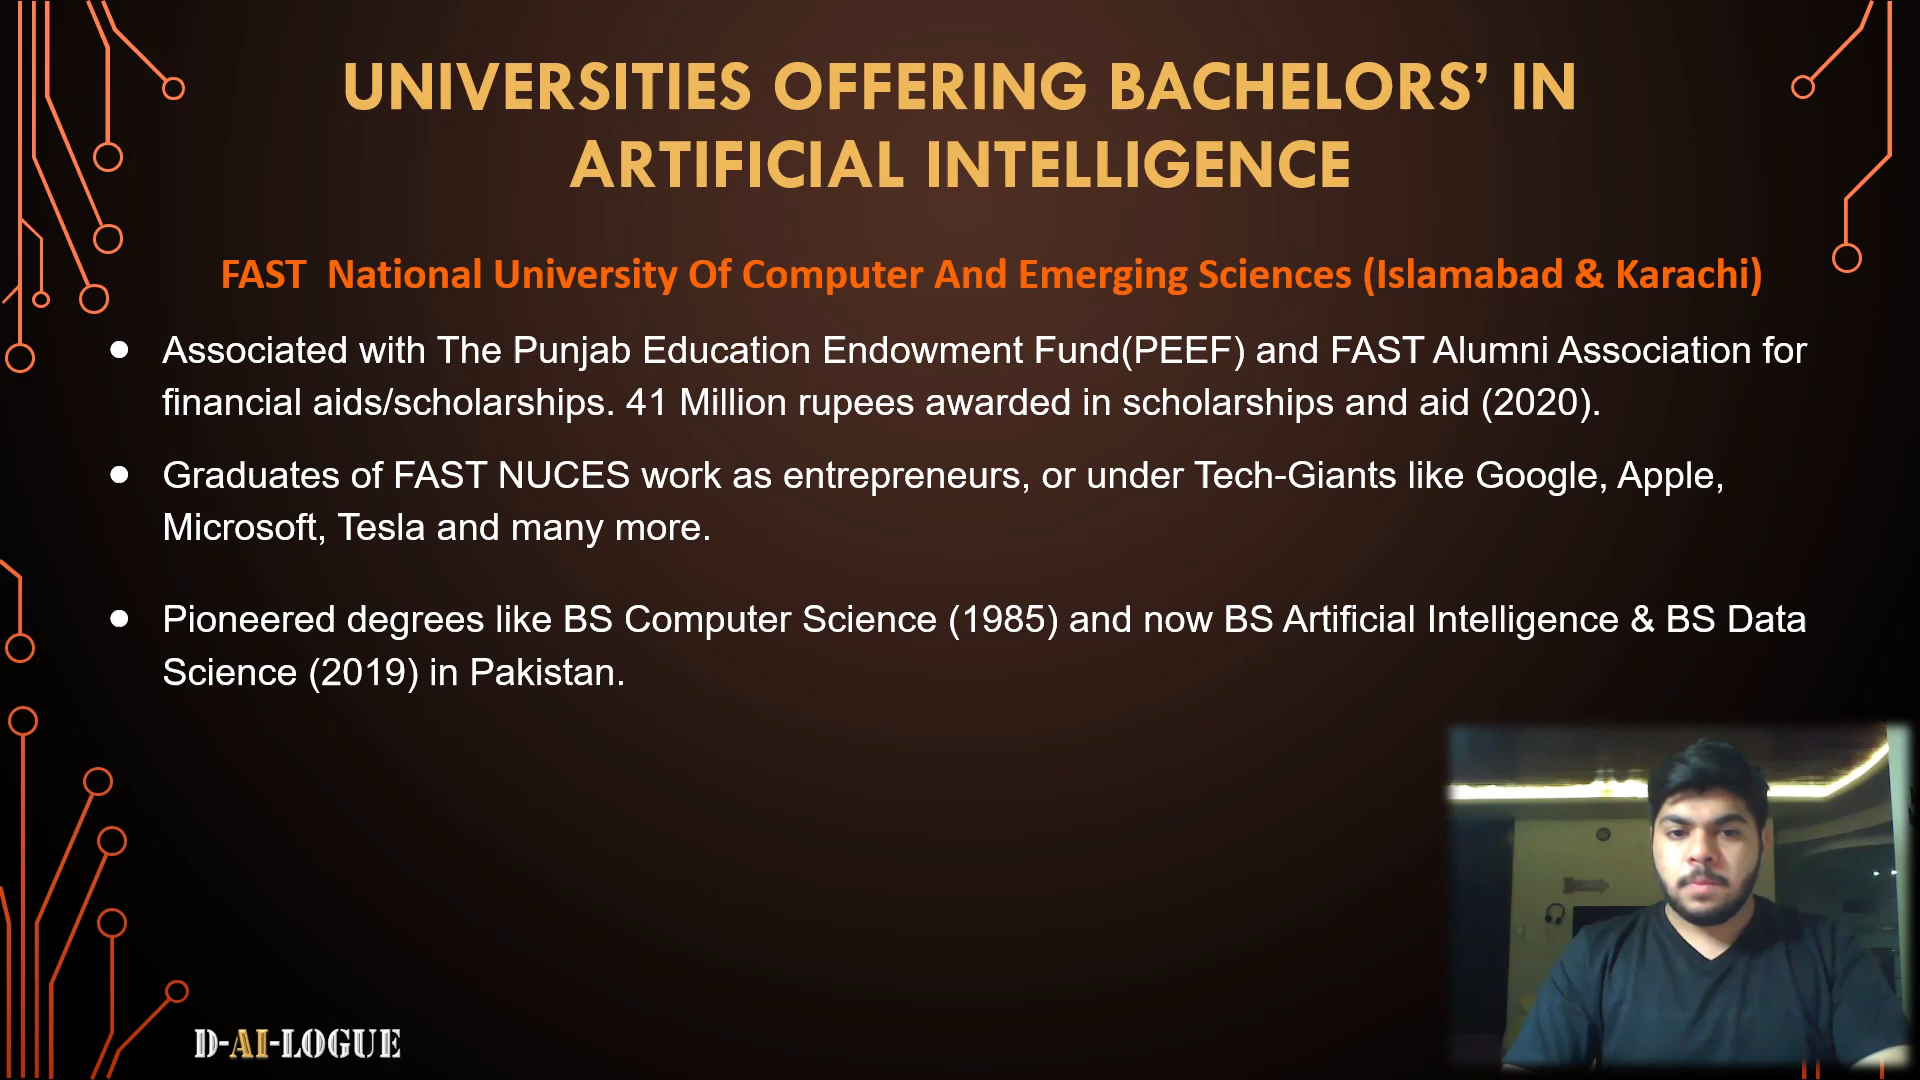 UNIVERSITIES OFFERING BACHELORS’ IN
ARTIFICIAL INTELLIGENCE
FAST  National University Of Computer And Emerging Sciences (Islamabad & Karachi)
● Associated with The Punjab Education Endowment Fund(PEEF) and FAST Alumni Association for
financial aids/scholarships. 41 Million rupees awarded in scholarships and aid (2020).
● Graduates of FAST NUCES work as entrepreneurs, or under Tech-Giants like Google, Apple,
Microsoft, Tesla and many more.
● Pioneered degrees like BS Computer Science (1985) and now BS Artificial Intelligence & BS Data
Science (2019) in Pakistan.
D-AI-LOGUE